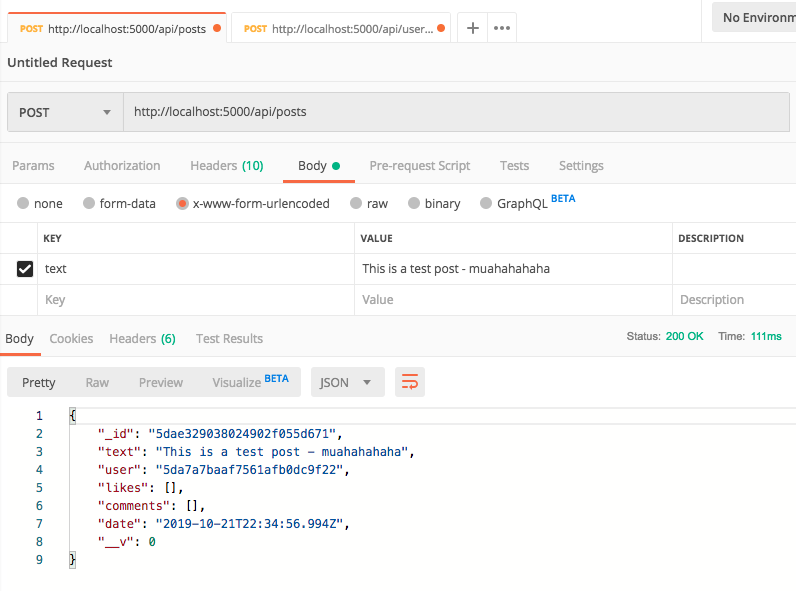 POST http://localhost:5000/api/posts POST http://localhost:5000/api/user... + ••• No Environm
Untitled Request
POST http://localhost:5000/api/posts
Params Authorization Headers (10) Body Pre-request Script Tests Settings
none form-data x-www-form-urlencoded raw binary GraphQL BETA
KEY VALUE DESCRIPTION
text This is a test post - muahahahaha
Key Value Description
Body Cookies Headers (6) Test Results Status: 200 OK Time: 111ms
Pretty Raw Preview Visualize BETA JSON
1 {
2 "_id": "5dae329038024902f055d671",
3 "text": "This is a test post - muahahahaha",
4 "user": "5da7a7baaf7561afb0dc9f22",
5 "likes": [],
6 "comments": [],
7 "date": "2019-10-21T22:34:56.994Z",
8 "__v": 0
9 }